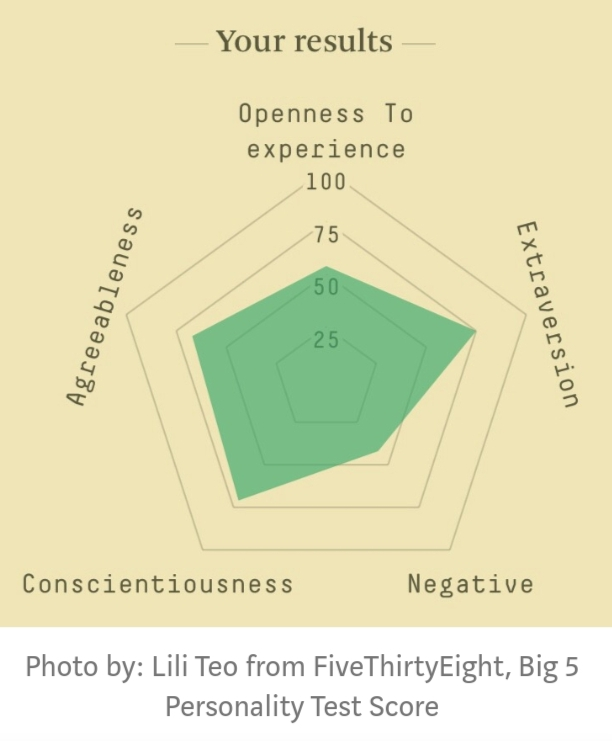 Your results
Openness To
experience
100
75
50
25
Agreeableness
Extraversion
Conscientiousness
Negative
Photo by: Lili Teo from FiveThirtyEight, Big 5
Personality Test Score